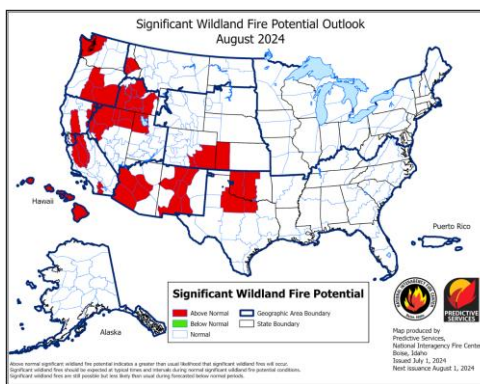 Significant Wildland Fire Potential Outlook
August 2024
Hawaii
Puerto Rico
Alaska
Significant Wildland Fire Potential
Above Normal
Below Normal
Normal
Geographic Area Boundary
State Boundary
PREDICTIVE
SERVICES
Map produced by
Predictive Services,
National Interagency Fire Center
Boise, Idaho
Issued July 1, 2024
Next issuance August 1, 2024
Above normal significant wildland fire potential indicates a greater than usual likelihood that significant wildland fires will occur.
Significant wildland fires should be expected at typical times and intervals during normal significant wildland fire potential conditions.
Significant wildland fires are still possible but less likely than usual during forecasted below normal periods.